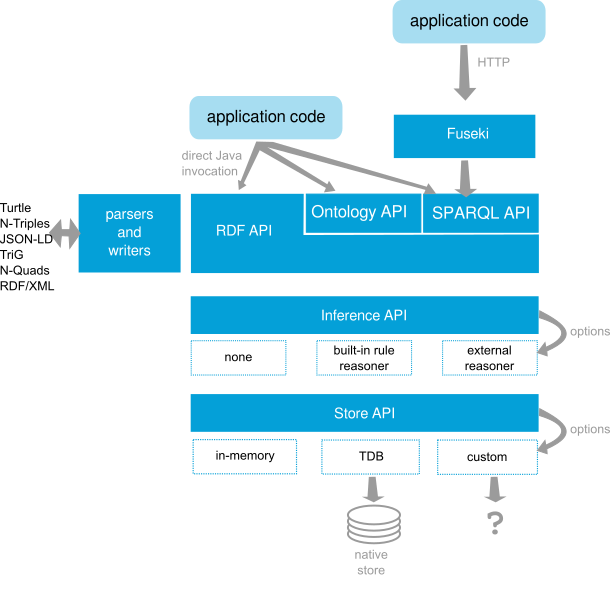 application code
HTTP
application code
Fuseki
direct Java
invocation
Turtle
N-Triples
JSON-LD
TriG
N-Quads
RDF/XML
parsers
and
writers
RDF API
Ontology API
SPARQL API
Inference API
options
none
built-in rule
reasoner
external
reasoner
Store API
options
in-memory
TDB
custom
?
native
store